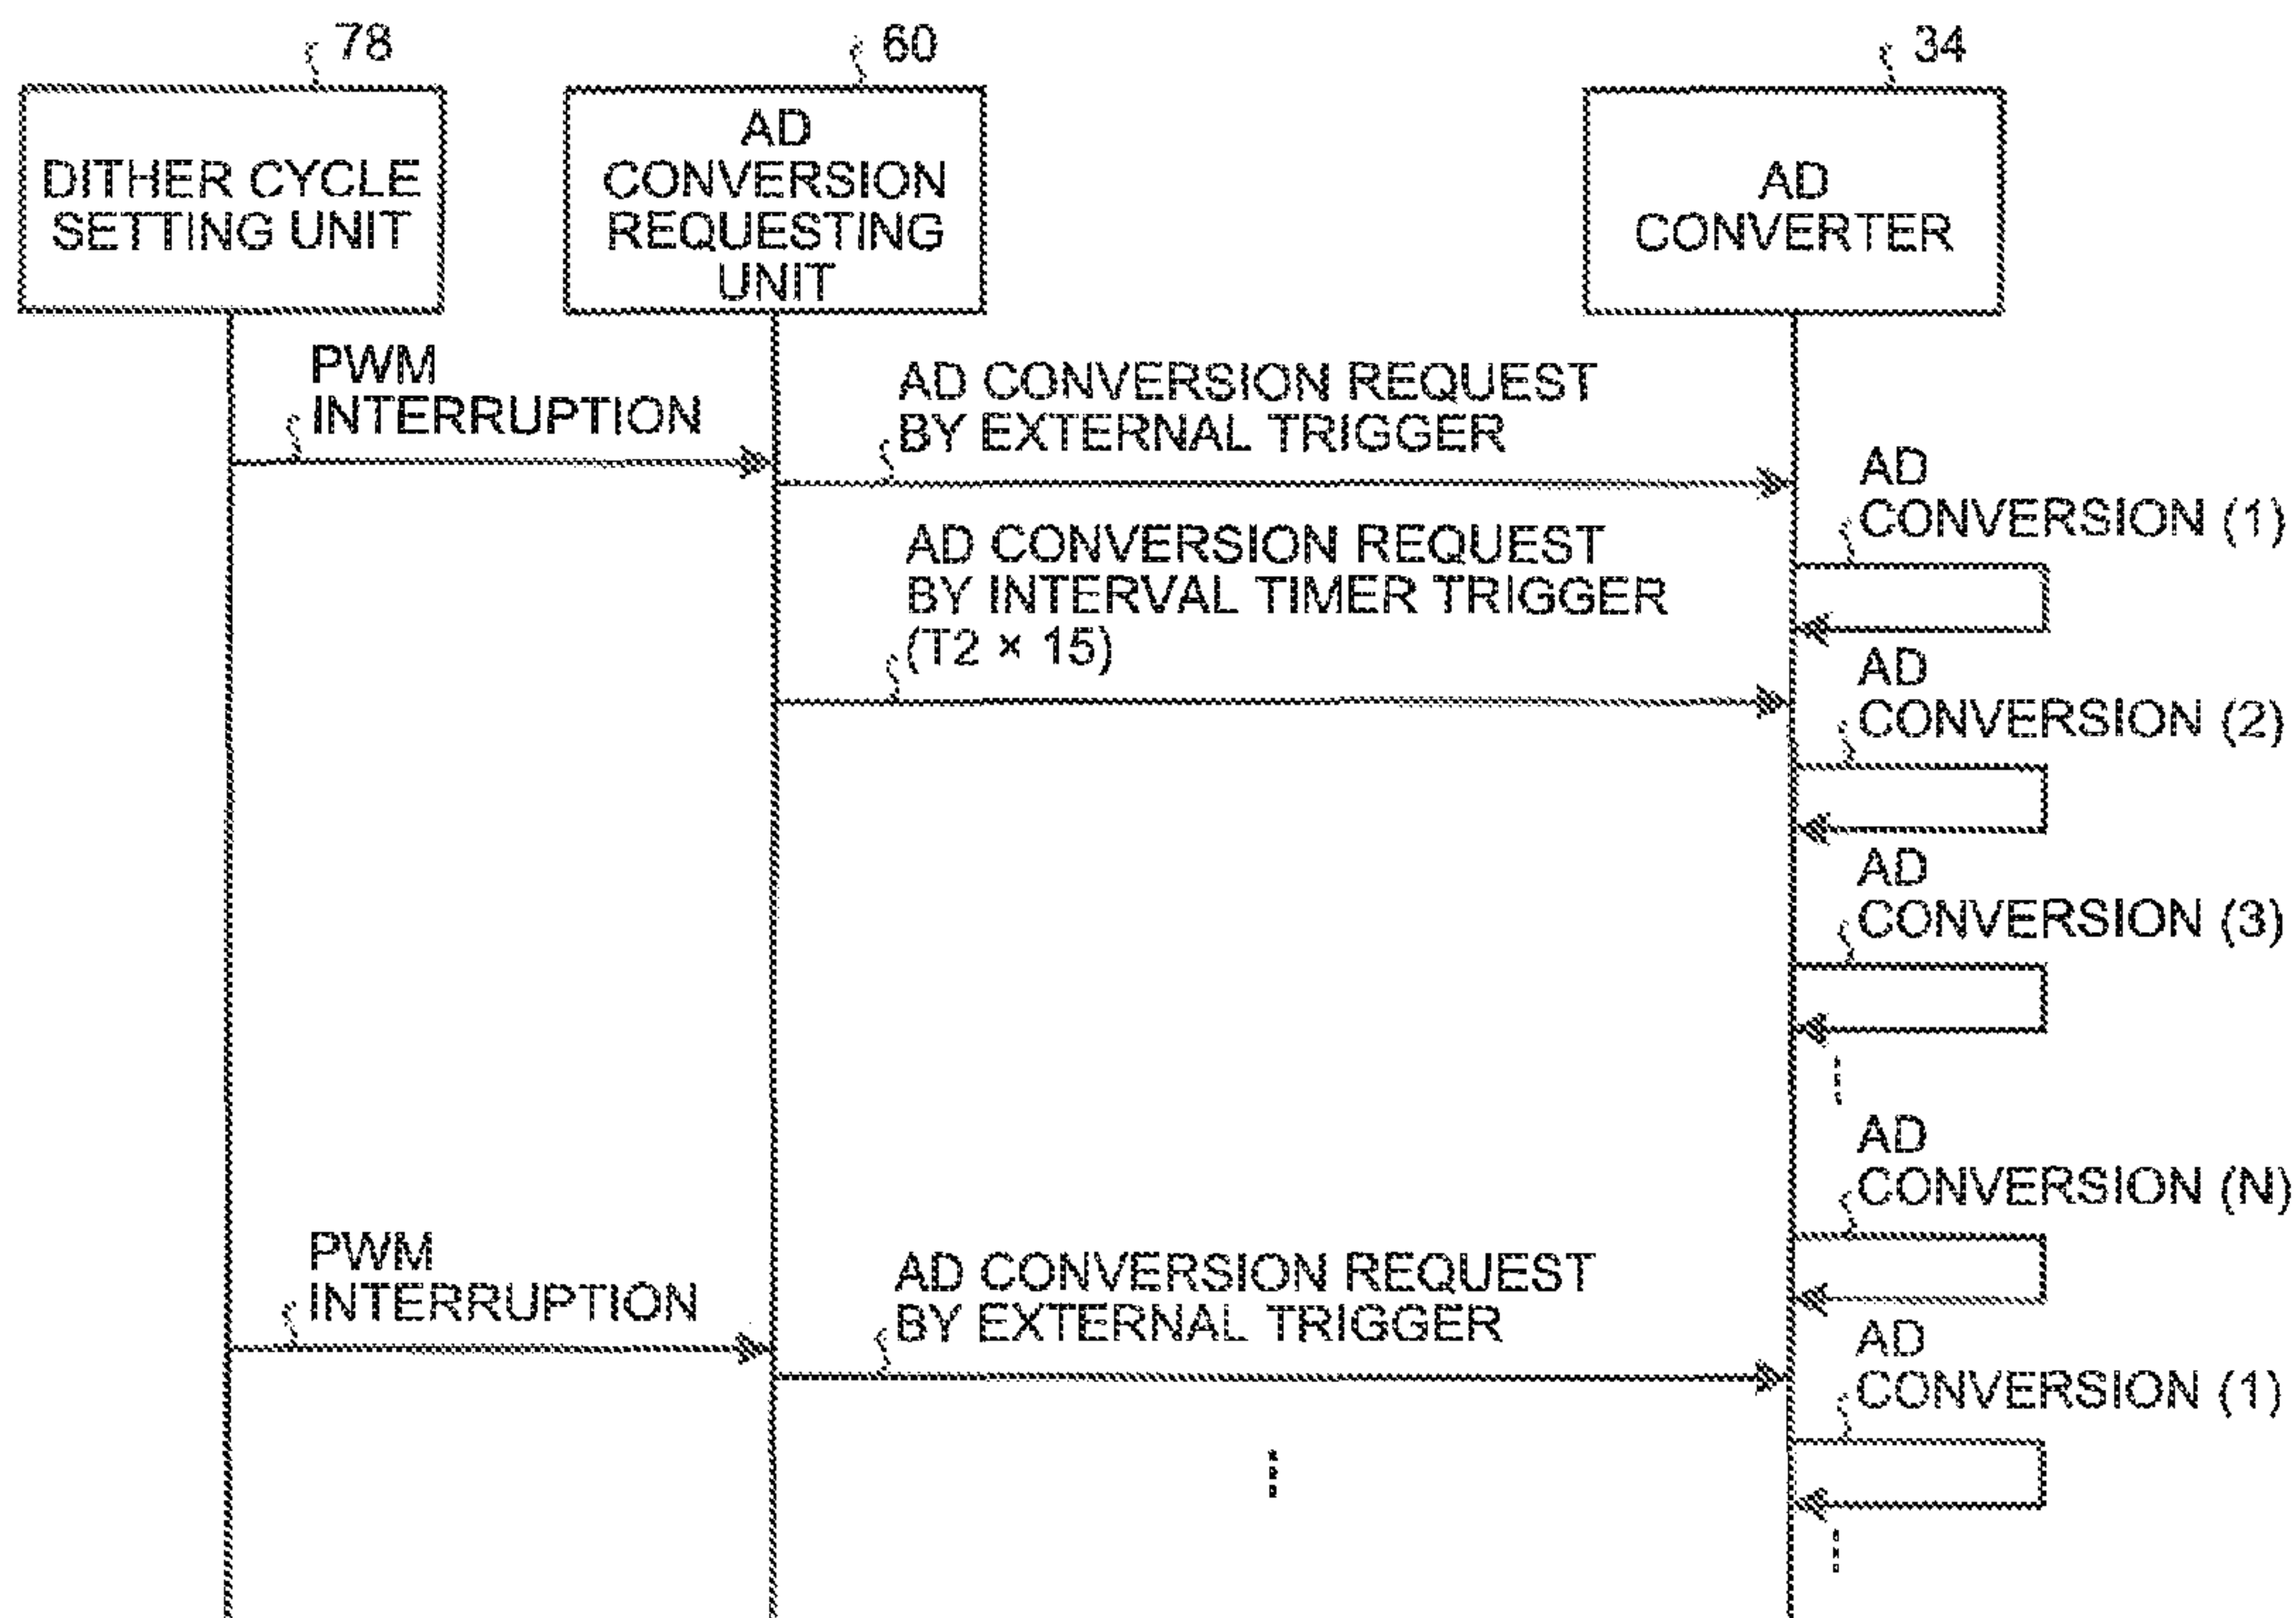 78
60
34
DITHER CYCLE
SETTING UNIT
AD
CONVERSION
REQUESTING
UNIT
AD
CONVERTER
PWM
INTERRUPTION
AD CONVERSION REQUEST
BY EXTERNAL TRIGGER
AD
CONVERSION (1)
AD CONVERSION REQUEST
BY INTERVAL TIMER TRIGGER
(T2 × 15)
AD
CONVERSION (2)
AD
CONVERSION (3)
AD
CONVERSION (N)
PWM
INTERRUPTION
AD CONVERSION REQUEST
BY EXTERNAL TRIGGER
AD
CONVERSION (1)